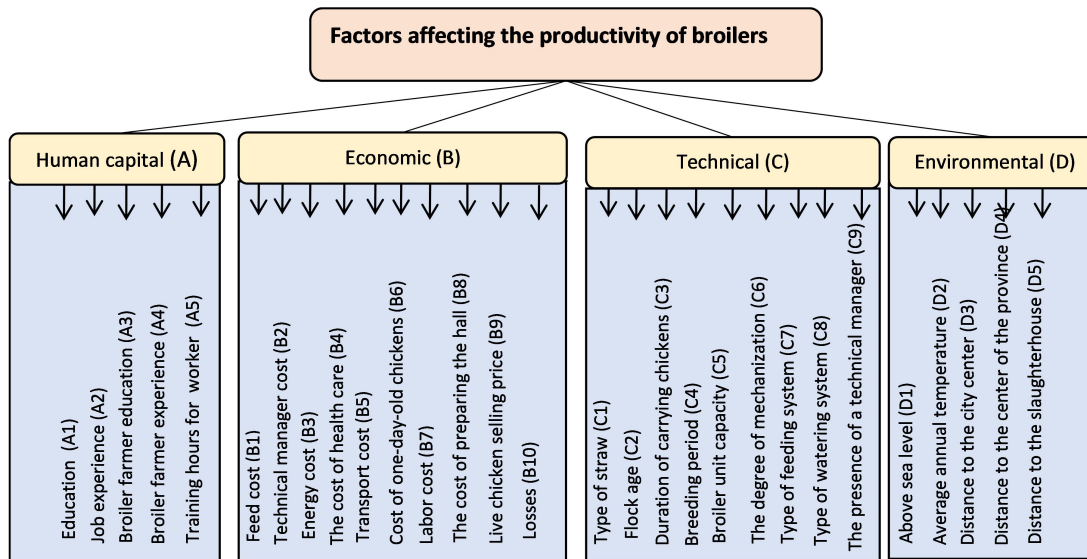 Factors affecting the productivity of broilers
Human capital (A)
Education (A1)
Job experience (A2)
Broiler farmer education (A3)
Broiler farmer experience (A4)
Training hours for worker (A5)
Economic (B)
Feed cost (B1)
Technical manager cost (B2)
Energy cost (B3)
The cost of health care (B4)
Transport cost (B5)
Cost of one-day-old chickens (B6)
Labor cost (B7)
The cost of preparing the hall (B8)
Live chicken selling price (B9)
Losses (B10)
Technical (C)
Type of straw (C1)
Flock age (C2)
Duration of carrying chickens (C3)
Breeding period (C4)
Broiler unit capacity (C5)
The degree of mechanization (C6)
Type of feeding system (C7)
Type of watering system (C8)
The presence of a technical manager (C9)
Environmental (D)
Above sea level (D1)
Average annual temperature (D2)
Distance to the city center (D3)
Distance to the center of the province (D4)
Distance to the slaughterhouse (D5)